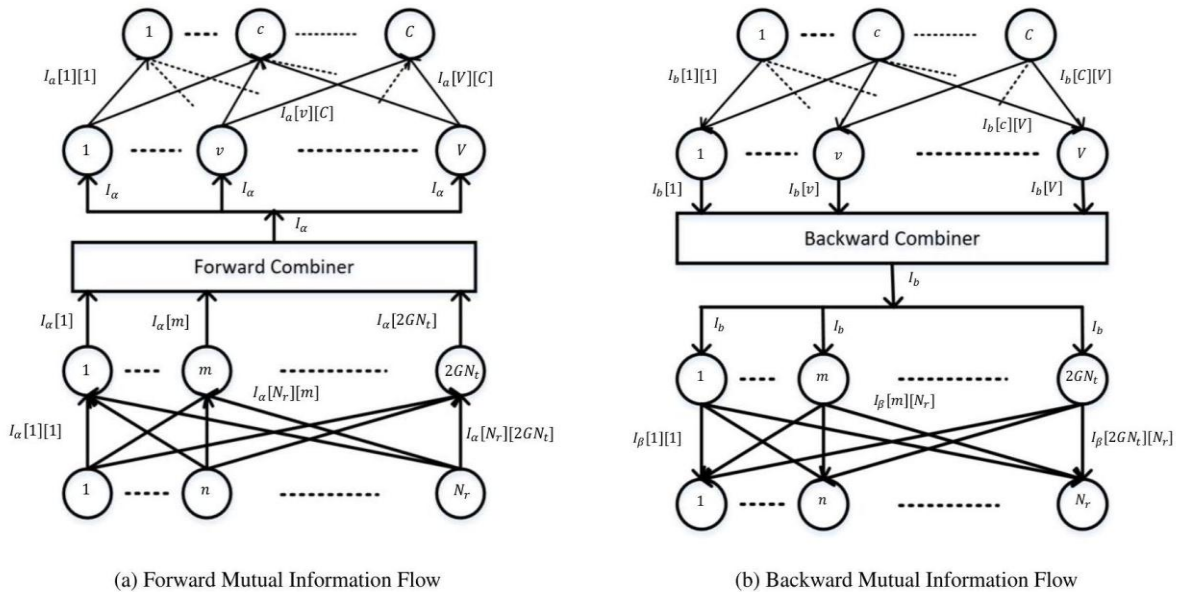 1 c C
I_a[1][1] I_a[V][C]
I_a[v][C]
1 v V
I_α I_α I_α
I_α
Forward Combiner
I_α[1] I_α[m] I_α[2GN_t]
1 m 2GN_t
I_α[N_r][m]
I_α[1][1] I_α[N_r][2GN_t]
1 n N_r
(a) Forward Mutual Information Flow
1 c C
I_b[1][1] I_b[C][V]
I_b[c][V]
1 v V
I_b[1] I_b[v] I_b[V]
Backward Combiner
I_b
I_b I_b I_b
1 m 2GN_t
I_β[m][N_r]
I_β[1][1] I_β[2GN_t][N_r]
1 n N_r
(b) Backward Mutual Information Flow